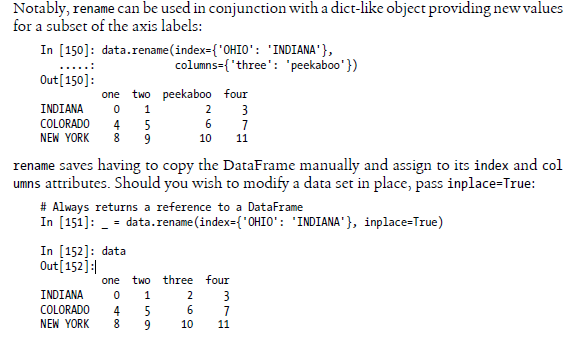 Notably, rename can be used in conjunction with a dict-like object providing new values
for a subset of the axis labels:
In [150]: data.rename(index={'OHIO': 'INDIANA'},
.....: columns={'three': 'peekaboo'})
Out[150]:
one two peekaboo four
INDIANA 0 1 2 3
COLORADO 4 5 6 7
NEW YORK 8 9 10 11
rename saves having to copy the DataFrame manually and assign to its index and col
umns attributes. Should you wish to modify a data set in place, pass inplace=True:
# Always returns a reference to a DataFrame
In [151]: _ = data.rename(index={'OHIO': 'INDIANA'}, inplace=True)
In [152]: data
Out[152]:
one two three four
INDIANA 0 1 2 3
COLORADO 4 5 6 7
NEW YORK 8 9 10 11